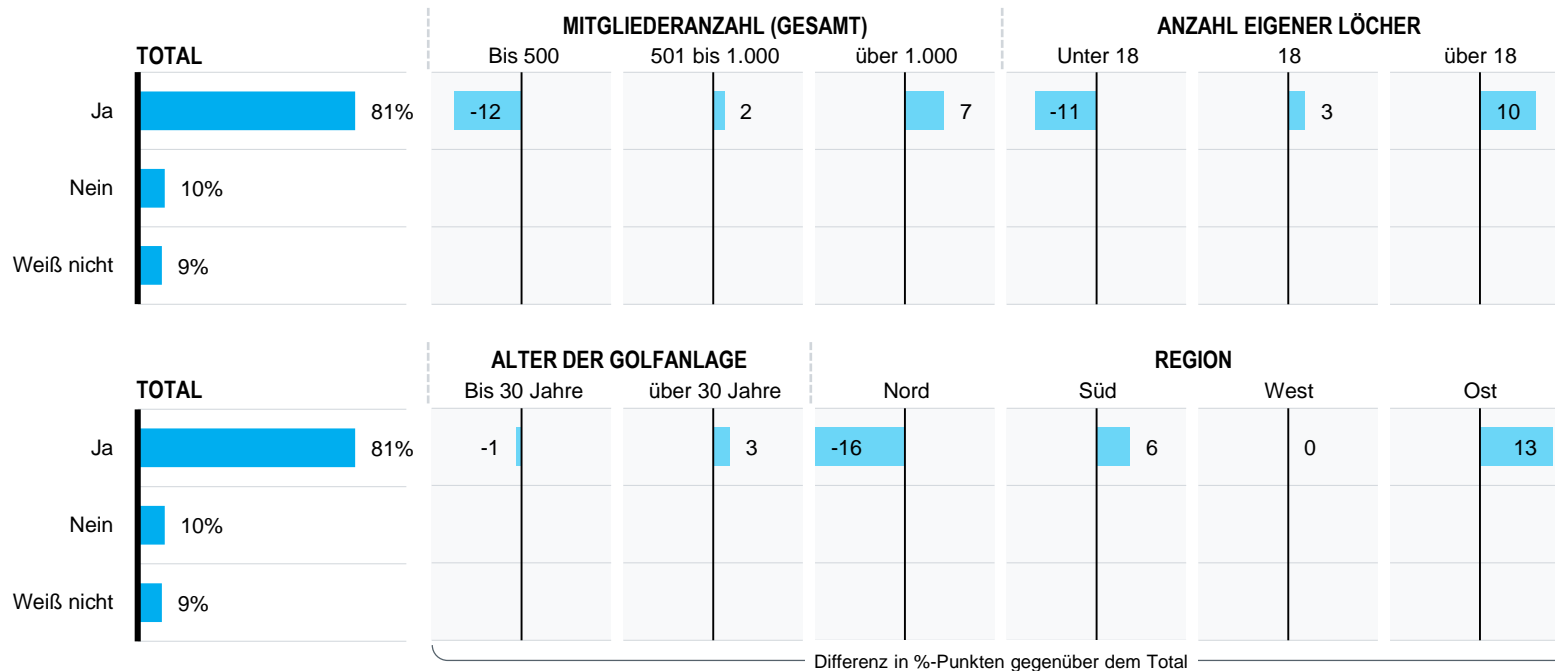 MITGLIEDERANZAHL (GESAMT) ANZAHL EIGENER LÖCHER
TOTAL Bis 500 501 bis 1.000 über 1.000 Unter 18 18 über 18
Ja 81% -12 2 7 -11 3 10
Nein 10%
Weiß nicht 9%
ALTER DER GOLFANLAGE REGION
TOTAL Bis 30 Jahre über 30 Jahre Nord Süd West Ost
Ja 81% -1 3 -16 6 0 13
Nein 10%
Weiß nicht 9%
Differenz in %-Punkten gegenüber dem Total